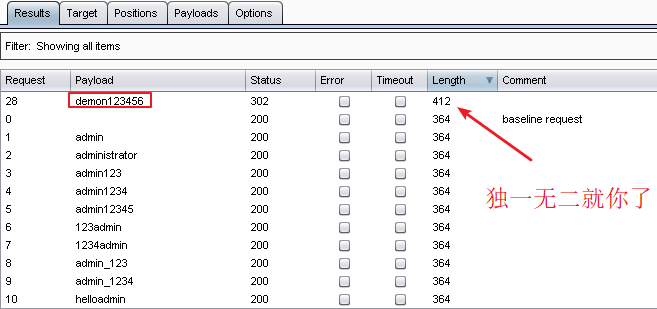 Results Target Positions Payloads Options
Filter: Showing all items
Request Payload Status Error Timeout Length Comment
28 demon123456 302 412
0 200 364 baseline request
1 admin 200 364
2 administrator 200 364
3 admin123 200 364
4 admin1234 200 364
5 admin12345 200 364
6 123admin 200 364
7 1234admin 200 364
8 admin_123 200 364
9 admin_1234 200 364
10 helloadmin 200 364
独一无二就你了